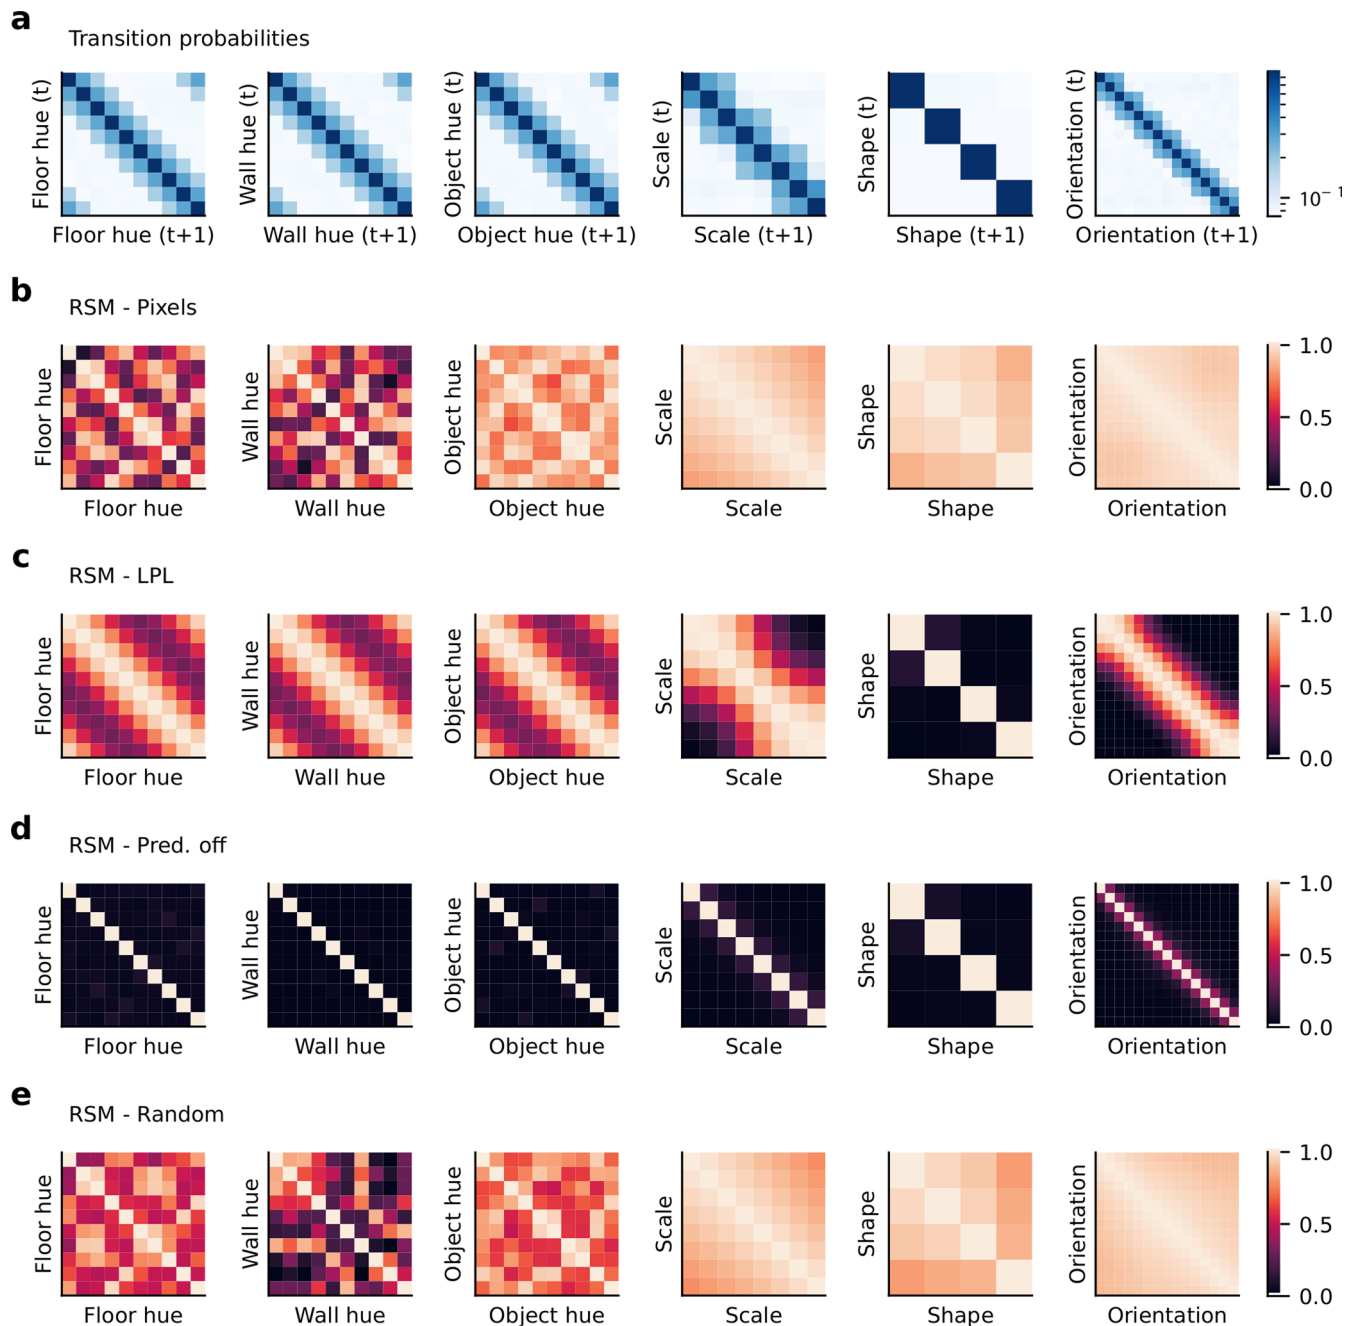 a
Transition probabilities
Floor hue (t)
Wall hue (t)
Object hue (t)
Scale (t)
Shape (t)
Orientation (t)
10⁻¹
Floor hue (t+1)
Wall hue (t+1)
Object hue (t+1)
Scale (t+1)
Shape (t+1)
Orientation (t+1)
b
RSM - Pixels
Floor hue
Wall hue
Object hue
Scale
Shape
Orientation
1.0
0.5
0.0
Floor hue
Wall hue
Object hue
Scale
Shape
Orientation
c
RSM - LPL
Floor hue
Wall hue
Object hue
Scale
Shape
Orientation
1.0
0.5
0.0
Floor hue
Wall hue
Object hue
Scale
Shape
Orientation
d
RSM - Pred. off
Floor hue
Wall hue
Object hue
Scale
Shape
Orientation
1.0
0.5
0.0
Floor hue
Wall hue
Object hue
Scale
Shape
Orientation
e
RSM - Random
Floor hue
Wall hue
Object hue
Scale
Shape
Orientation
1.0
0.5
0.0
Floor hue
Wall hue
Object hue
Scale
Shape
Orientation